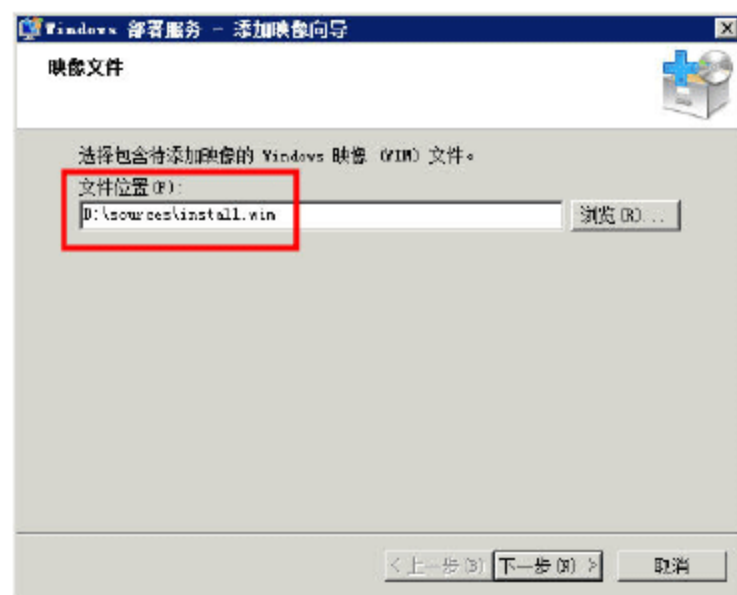 Windows 部署服务 - 添加映像向导
映像文件
选择包含待添加映像的 Windows 映像 (WIM) 文件。
文件位置(F):
D:\sources\install.wim
浏览(R)...
< 上一步(B) 下一步(N) > 取消